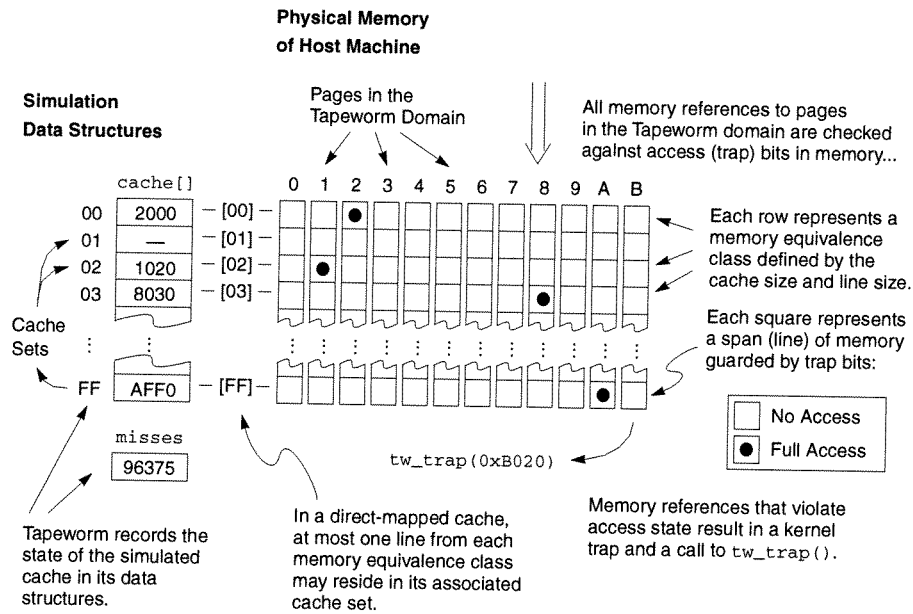 Physical Memory
of Host Machine
Simulation
Data Structures
Pages in the
Tapeworm Domain
All memory references to pages
in the Tapeworm domain are checked
against access (trap) bits in memory...
cache[]
0 1 2 3 4 5 6 7 8 9 A B
00 2000 [00]
01 — [01]
02 1020 [02]
03 8030 [03]
Each row represents a
memory equivalence
class defined by the
cache size and line size.
Cache
Sets
Each square represents
a span (line) of memory
guarded by trap bits:
FF AFF0 [FF]
No Access
Full Access
misses
96375
tw_trap(0xB020)
Tapeworm records the
state of the simulated
cache in its data
structures.
In a direct-mapped cache,
at most one line from each
memory equivalence class
may reside in its associated
cache set.
Memory references that violate
access state result in a kernel
trap and a call to tw_trap().